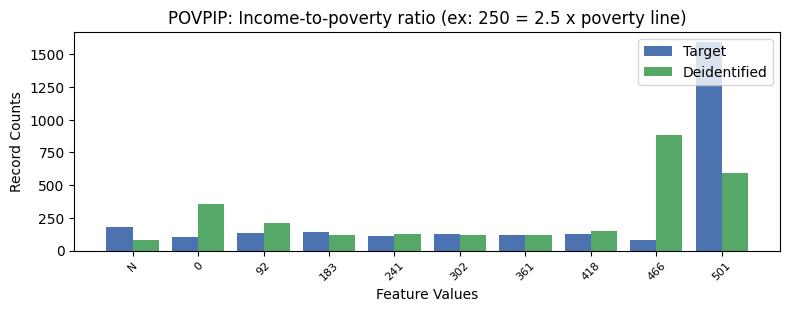 POVPIP: Income-to-poverty ratio (ex: 250 = 2.5 x poverty line)
Record Counts
1500
1250
1000
750
500
250
0
Target
Deidentified
N
0
92
183
241
302
361
418
466
501
Feature Values